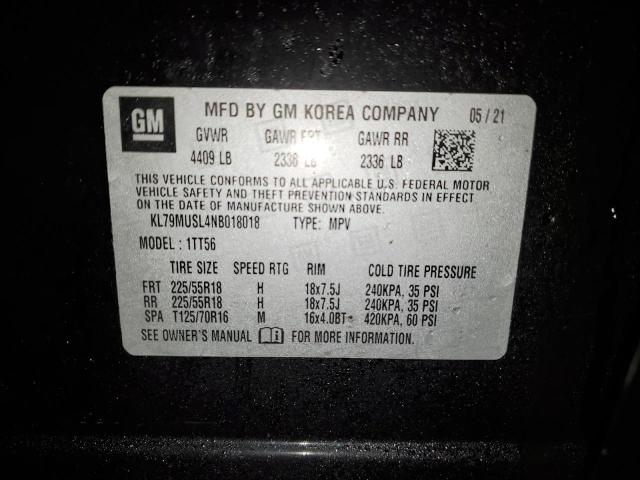 GM MFD BY GM KOREA COMPANY 05/21
GVWR GAWR FRT GAWR RR
4409 LB 2336 LB 2336 LB
THIS VEHICLE CONFORMS TO ALL APPLICABLE U.S. FEDERAL MOTOR
VEHICLE SAFETY AND THEFT PREVENTION STANDARDS IN EFFECT
ON THE DATE OF MANUFACTURE SHOWN ABOVE.
KL79MUSL4NB018018 TYPE: MPV
MODEL: 1TT56
TIRE SIZE SPEED RTG RIM COLD TIRE PRESSURE
FRT 225/55R18 H 18x7.5J 240KPA, 35 PSI
RR 225/55R18 H 18x7.5J 240KPA, 35 PSI
SPA T125/70R16 M 16x4.0BT 420KPA, 60 PSI
SEE OWNER'S MANUAL FOR MORE INFORMATION.